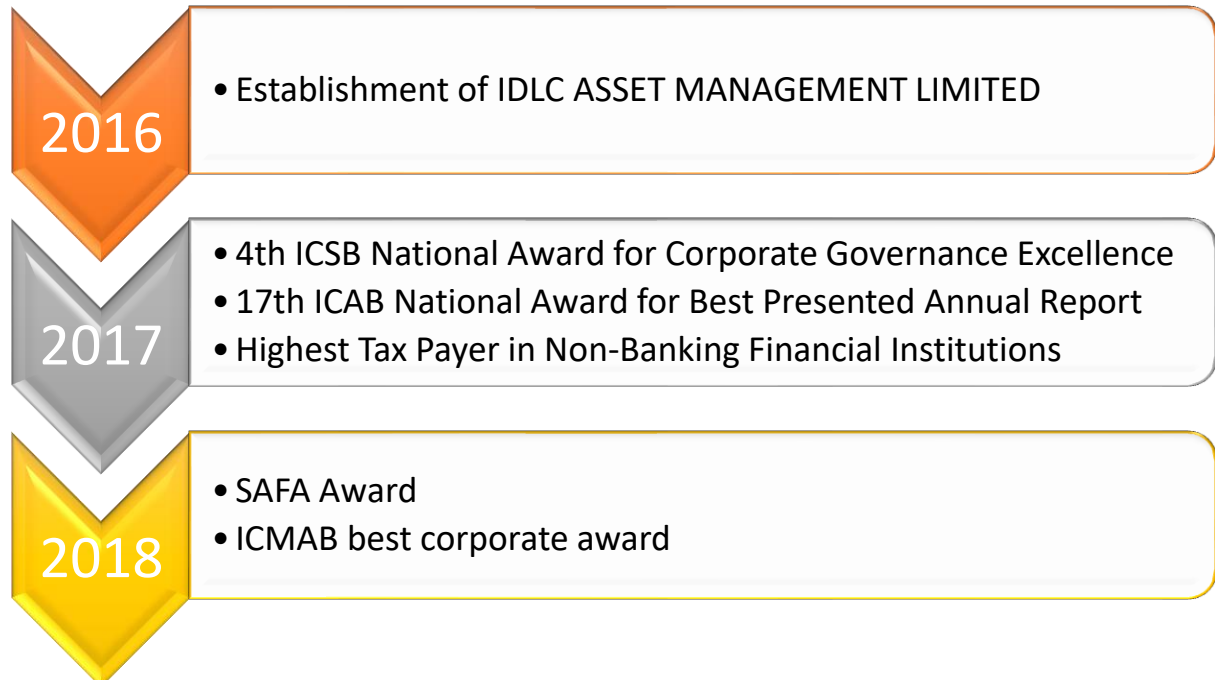 2016
• Establishment of IDLC ASSET MANAGEMENT LIMITED
2017
• 4th ICSB National Award for Corporate Governance Excellence
• 17th ICAB National Award for Best Presented Annual Report
• Highest Tax Payer in Non-Banking Financial Institutions
2018
• SAFA Award
• ICMAB best corporate award